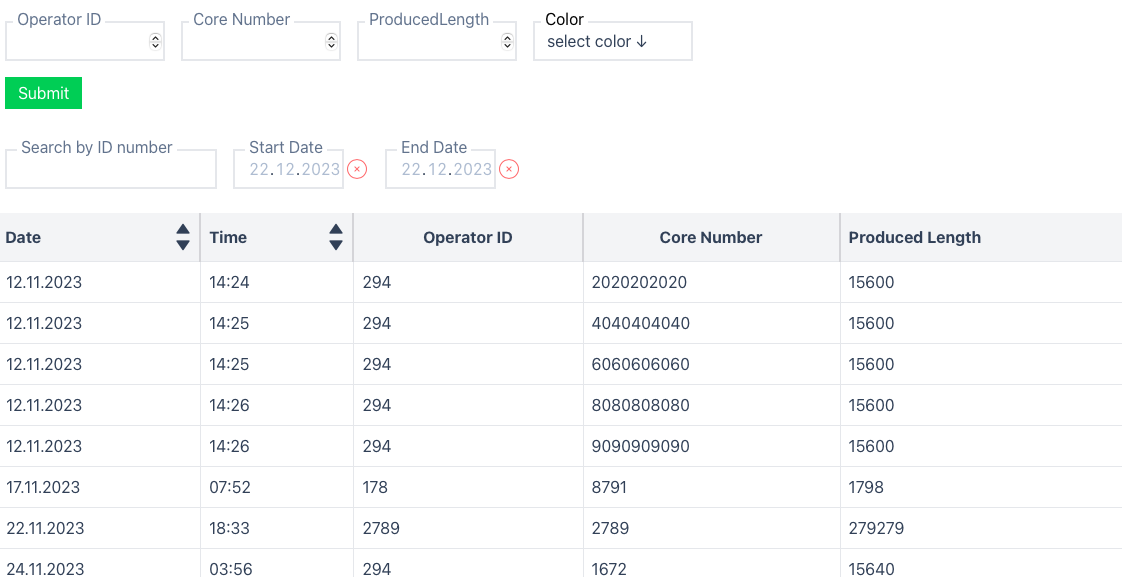 Operator ID Core Number ProducedLength Color
select color ↓
Submit
Search by ID number Start Date End Date
22.12.2023 22.12.2023
Date Time Operator ID Core Number Produced Length
12.11.2023 14:24 294 2020202020 15600
12.11.2023 14:25 294 4040404040 15600
12.11.2023 14:25 294 6060606060 15600
12.11.2023 14:26 294 8080808080 15600
12.11.2023 14:26 294 9090909090 15600
17.11.2023 07:52 178 8791 1798
22.11.2023 18:33 2789 2789 279279
24.11.2023 03:56 294 1672 15640